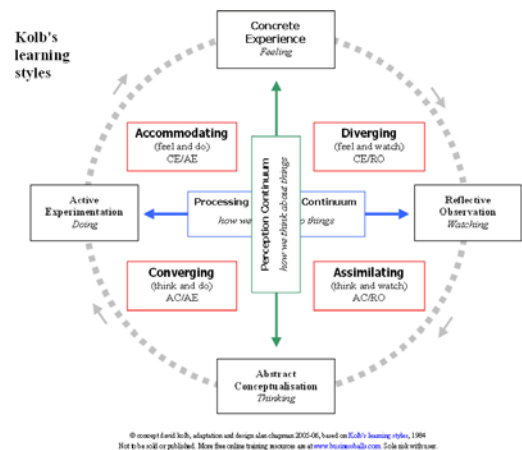 Kolb's
learning
styles
Concrete
Experience
Feeling
Accommodating
(feel and do)
CE/AE
Diverging
(feel and watch)
CE/RO
Active
Experimentation
Doing
Processing
Continuum
how we
things
Perception Continuum
how we think about things
Reflective
Observation
Watching
Converging
(think and do)
AC/AE
Assimilating
(think and watch)
AC/RO
Abstract
Conceptualisation
Thinking
© concept david kolb, adaptation and design alan chapman 2005-06, based on Kolb's learning styles, 1984
Not to be sold or published. More free online training resources are at www.businessballs.com. Sole risk with user.